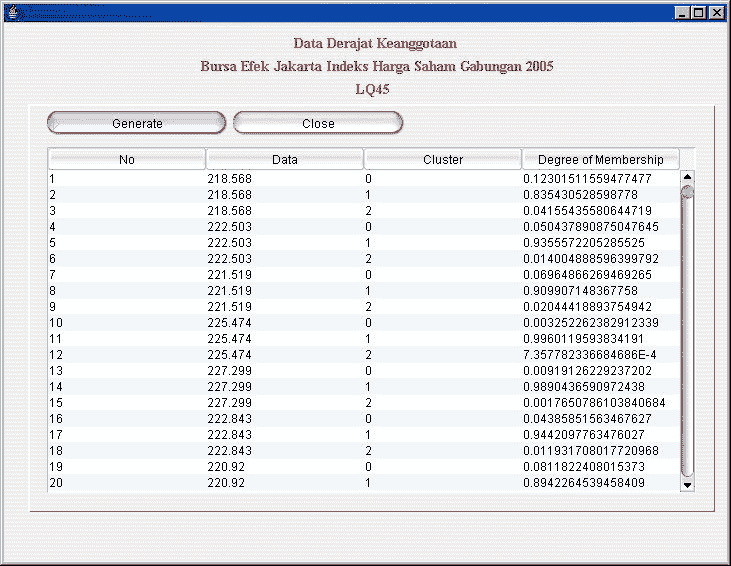 Data Derajat Keanggotaan
Bursa Efek Jakarta Indeks Harga Saham Gabungan 2005
LQ45
Generate Close
No Data Cluster Degree of Membership
1 218.568 0 0.12301511559477477
2 218.568 1 0.835430528598778
3 218.568 2 0.04155435580644719
4 222.503 0 0.050437890875047645
5 222.503 1 0.9355572205285525
6 222.503 2 0.014004888596399792
7 221.519 0 0.06964866269469265
8 221.519 1 0.909907148367758
9 221.519 2 0.02044418893754942
10 225.474 0 0.003252262382912339
11 225.474 1 0.9960119593834191
12 225.474 2 7.357782336684686E-4
13 227.299 0 0.00919126229237202
14 227.299 1 0.9890436590972438
15 227.299 2 0.0017650786103840684
16 222.843 0 0.04385851563467627
17 222.843 1 0.9442097763476027
18 222.843 2 0.011931708017720968
19 220.92 0 0.0811822408015373
20 220.92 1 0.8942264539458409